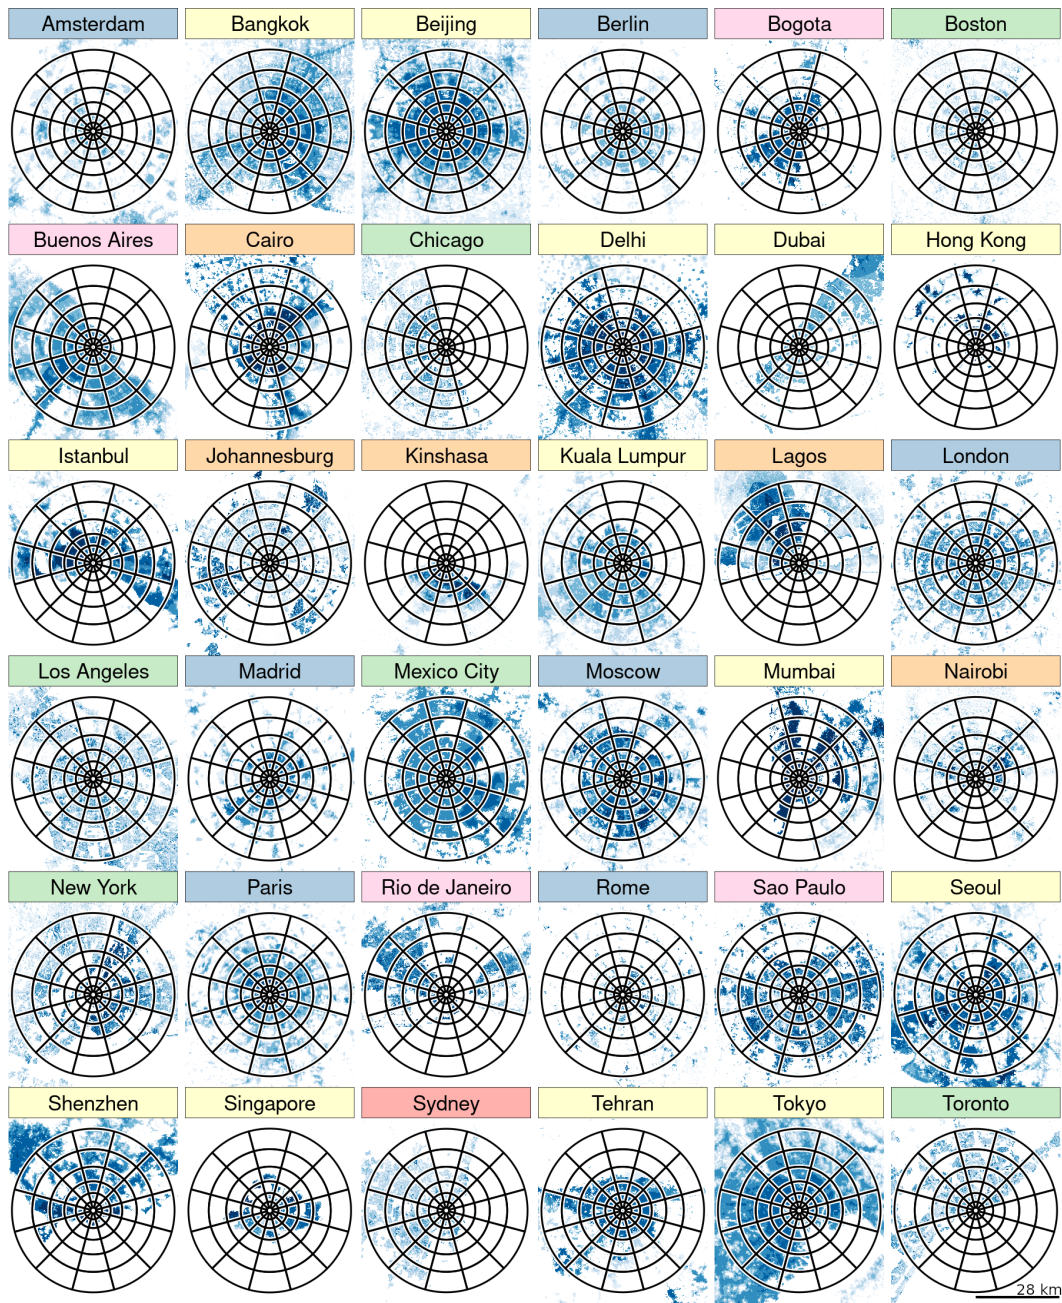 Amsterdam Bangkok Beijing Berlin Bogota Boston
Buenos Aires Cairo Chicago Delhi Dubai Hong Kong
Istanbul Johannesburg Kinshasa Kuala Lumpur Lagos London
Los Angeles Madrid Mexico City Moscow Mumbai Nairobi
New York Paris Rio de Janeiro Rome Sao Paulo Seoul
Shenzhen Singapore Sydney Tehran Tokyo Toronto
28 km